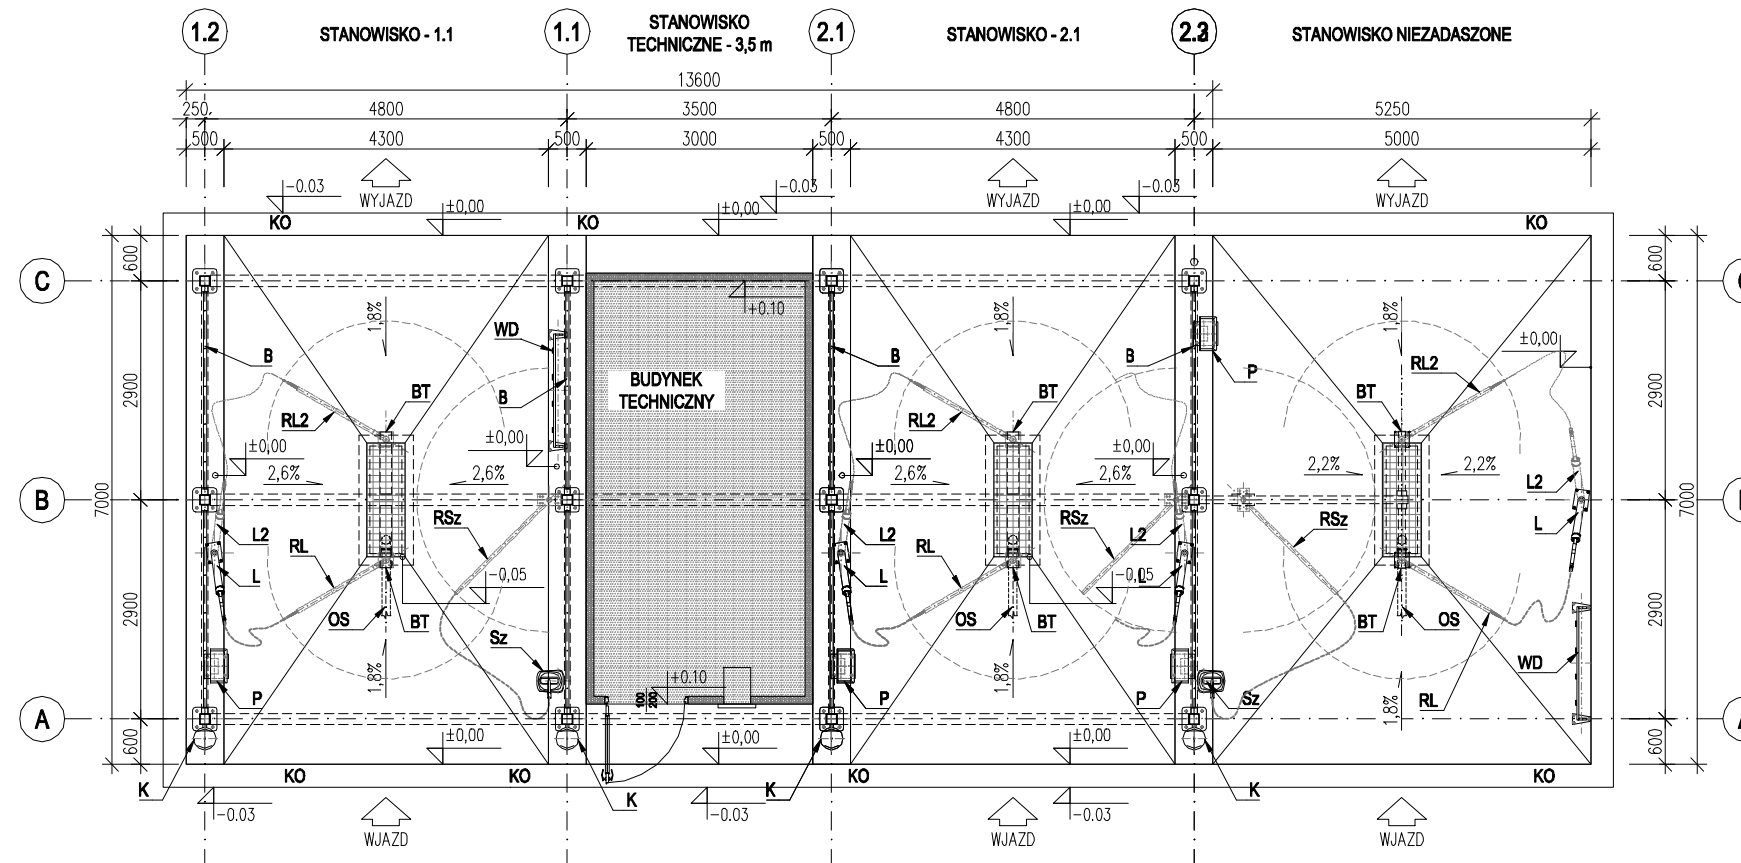 1.2
STANOWISKO - 1.1
1.1
STANOWISKO
TECHNICZNE - 3,5 m
2.1
STANOWISKO - 2.1
STANOWISKO NIEZADASZONE
13600
250 4800 3500 4800 5250
500 4300 500 3000 500 4300 500 5000
-0.03 WYJAZD ±0,00 -0.03 ±0,00 WYJAZD -0.03 ±0,00 WYJAZD
KO KO KO
600 600
C
+0.10
1,8% 1,8% 1,8%
WD ±0,00
B B B B P
BUDYNEK
TECHNICZNY
BT BT RL2 BT
2900 RL2 RL2 2900
±0,00 ±0,00 ±0,00 ±0,00
2,6% 2,6% 2,6% 2,6% 2,2% 2,2%
L2
B
7000 7000
L
RSz RSz RSz
L2 L2 L2
RL RL
L L L
-0,05 -0,05
2900 2900
OS BT OS BT BT OS
Sz
WD
1,8% 1,8% 1,8%
+0.10
P P P Sz RL
100
200
A
600 ±0,00 ±0,00 ±0,00 600
KO KO KO KO
K K K K
-0.03 WJAZD -0.03 WJAZD WJAZD